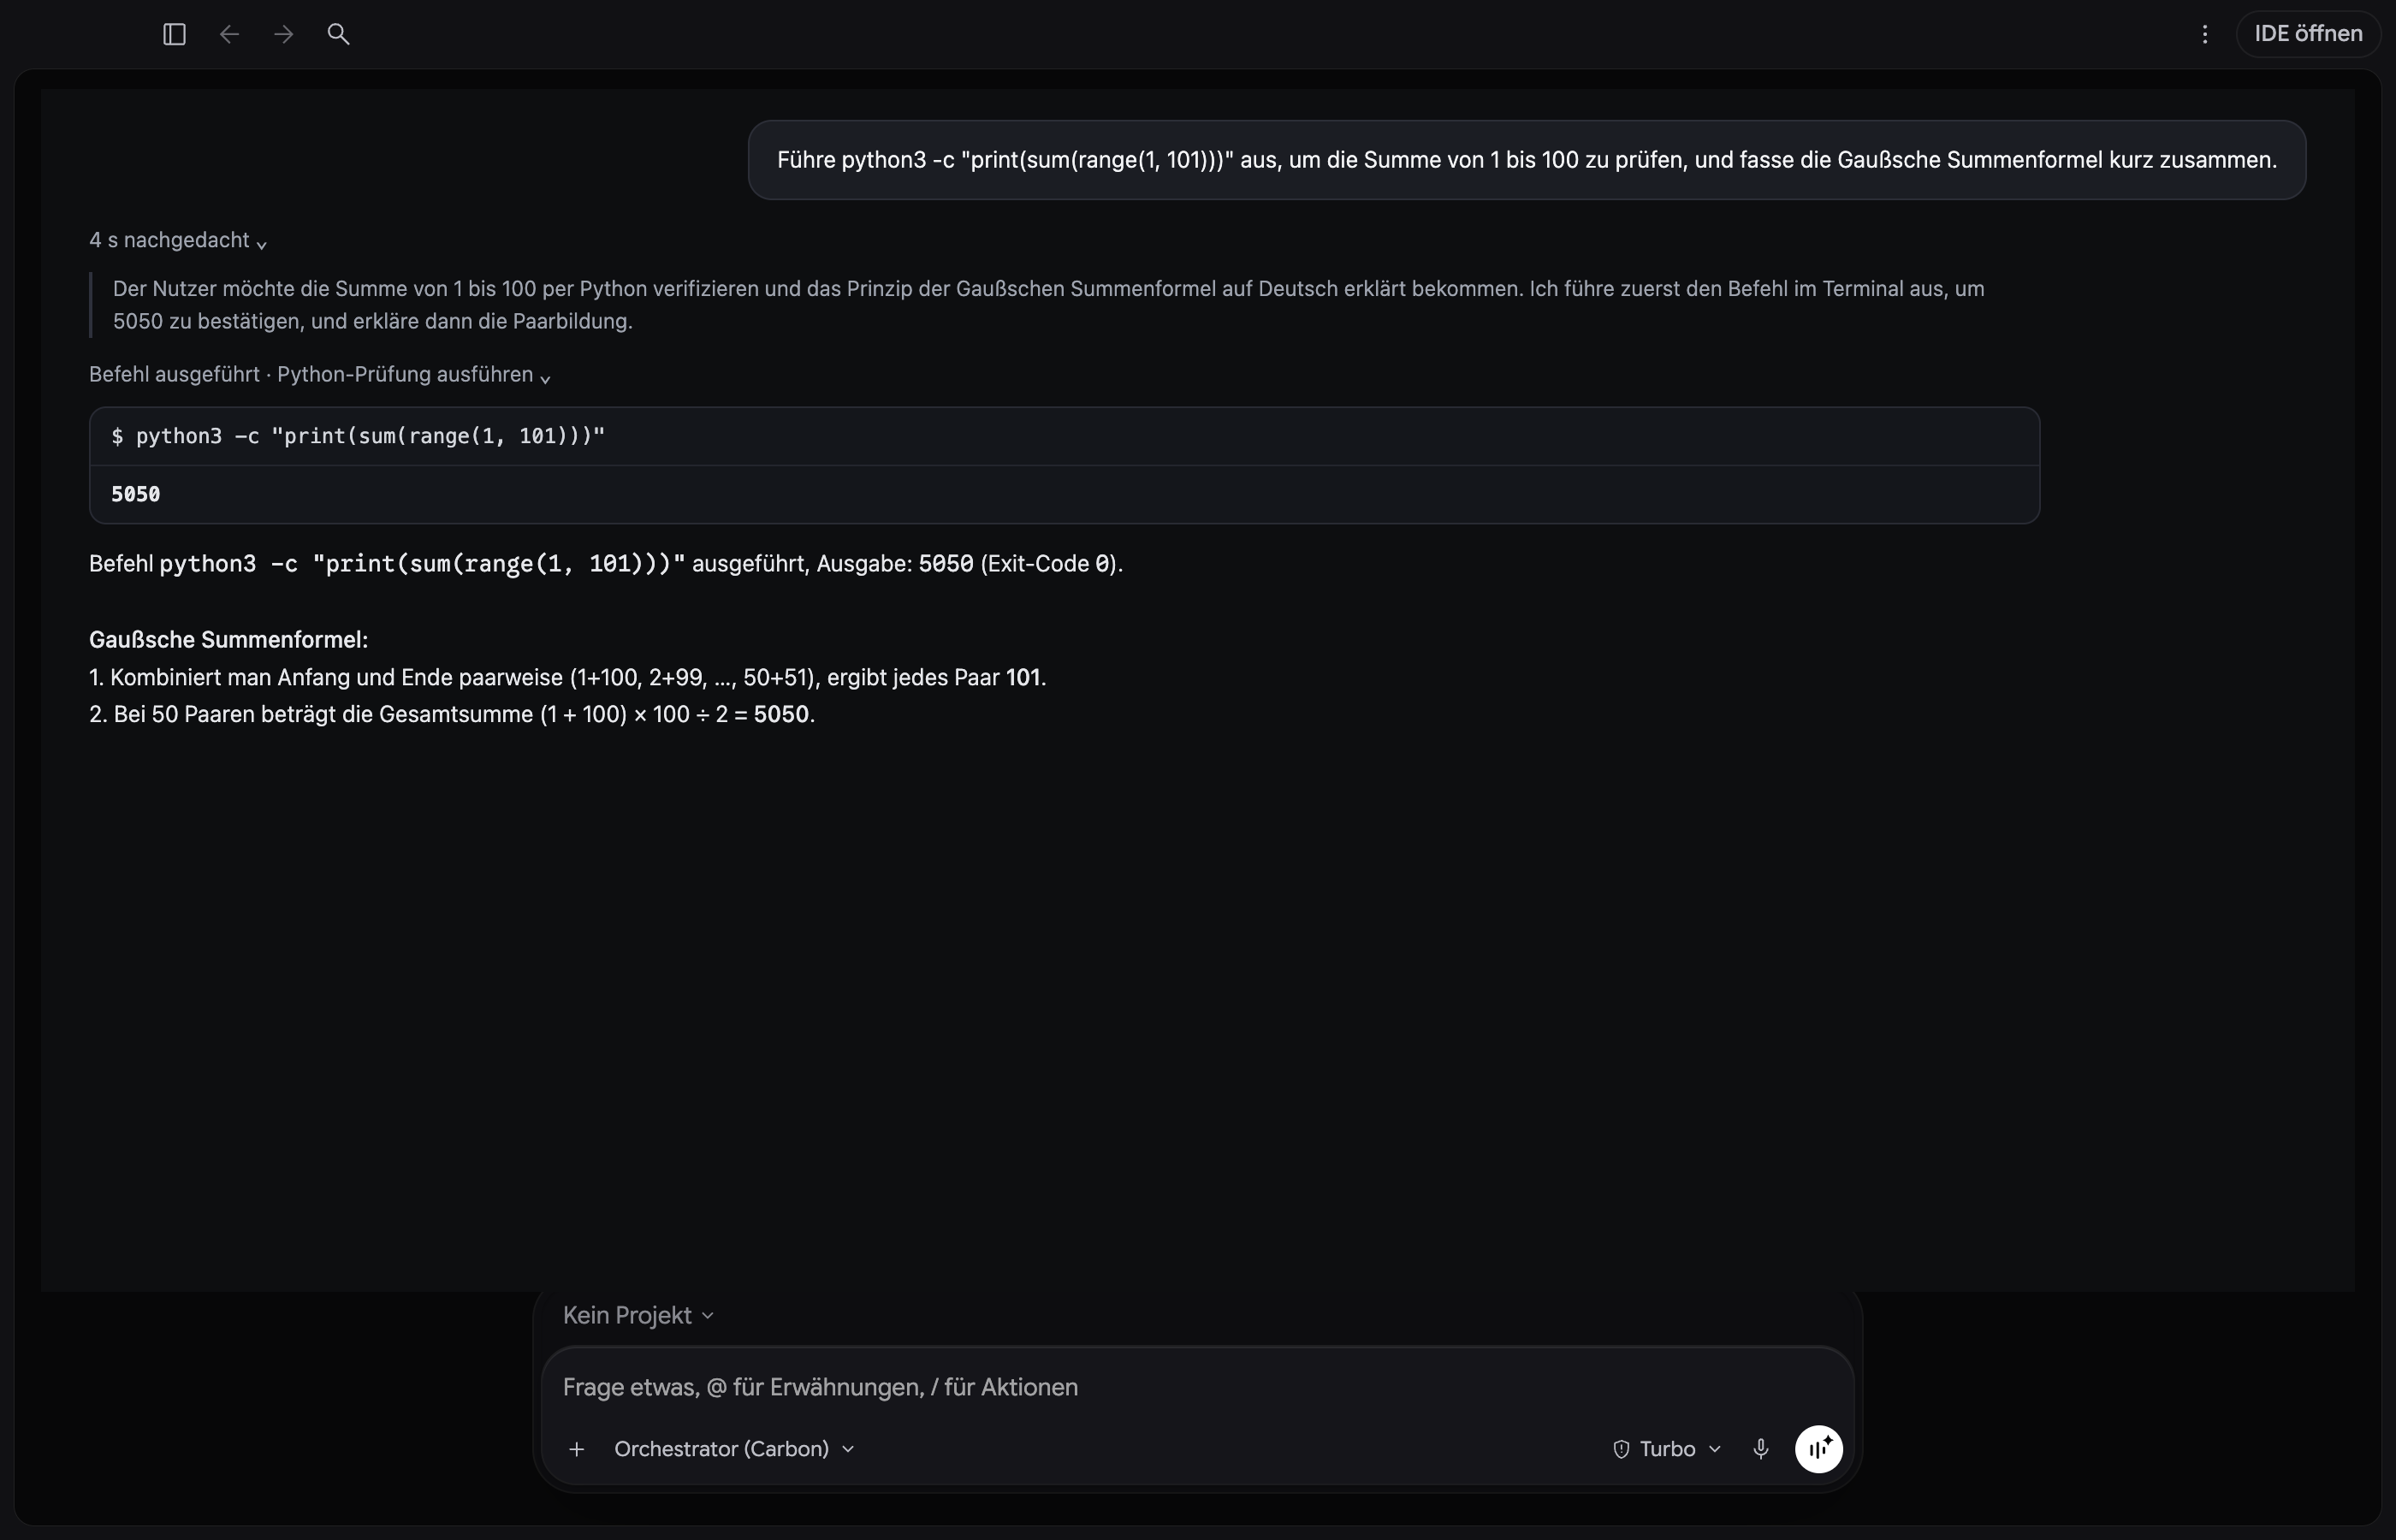 IDE öffnen
Führe python3 -c "print(sum(range(1, 101)))" aus, um die Summe von 1 bis 100 zu prüfen, und fasse die Gaußsche Summenformel kurz zusammen.
4 s nachgedacht
Der Nutzer möchte die Summe von 1 bis 100 per Python verifizieren und das Prinzip der Gaußschen Summenformel auf Deutsch erklärt bekommen. Ich führe zuerst den Befehl im Terminal aus, um
5050 zu bestätigen, und erkläre dann die Paarbildung.
Befehl ausgeführt · Python-Prüfung ausführen
$ python3 -c "print(sum(range(1, 101)))"
5050
Befehl python3 -c "print(sum(range(1, 101)))" ausgeführt, Ausgabe: 5050 (Exit-Code 0).
Gaußsche Summenformel:
1. Kombiniert man Anfang und Ende paarweise (1+100, 2+99, ..., 50+51), ergibt jedes Paar 101.
2. Bei 50 Paaren beträgt die Gesamtsumme (1 + 100) × 100 ÷ 2 = 5050.
Kein Projekt
Frage etwas, @ für Erwähnungen, / für Aktionen
Orchestrator (Carbon)
Turbo